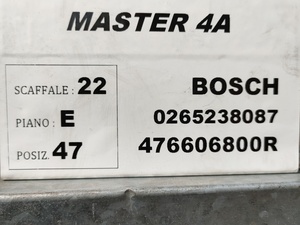 MASTER 4A
SCAFFALE : 22
PIANO : E
POSIZ. 47
BOSCH
0265238087
476606800R